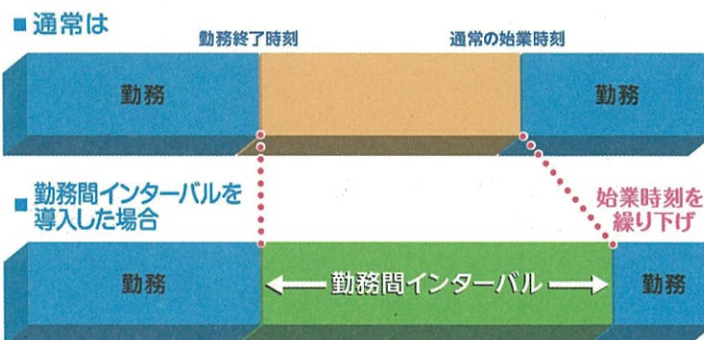 ■ 通常は
勤務終了時刻
通常の始業時刻
勤務
勤務
■ 勤務間インターバルを
導入した場合
始業時刻を
繰り下げ
勤務
勤務間インターバル
勤務